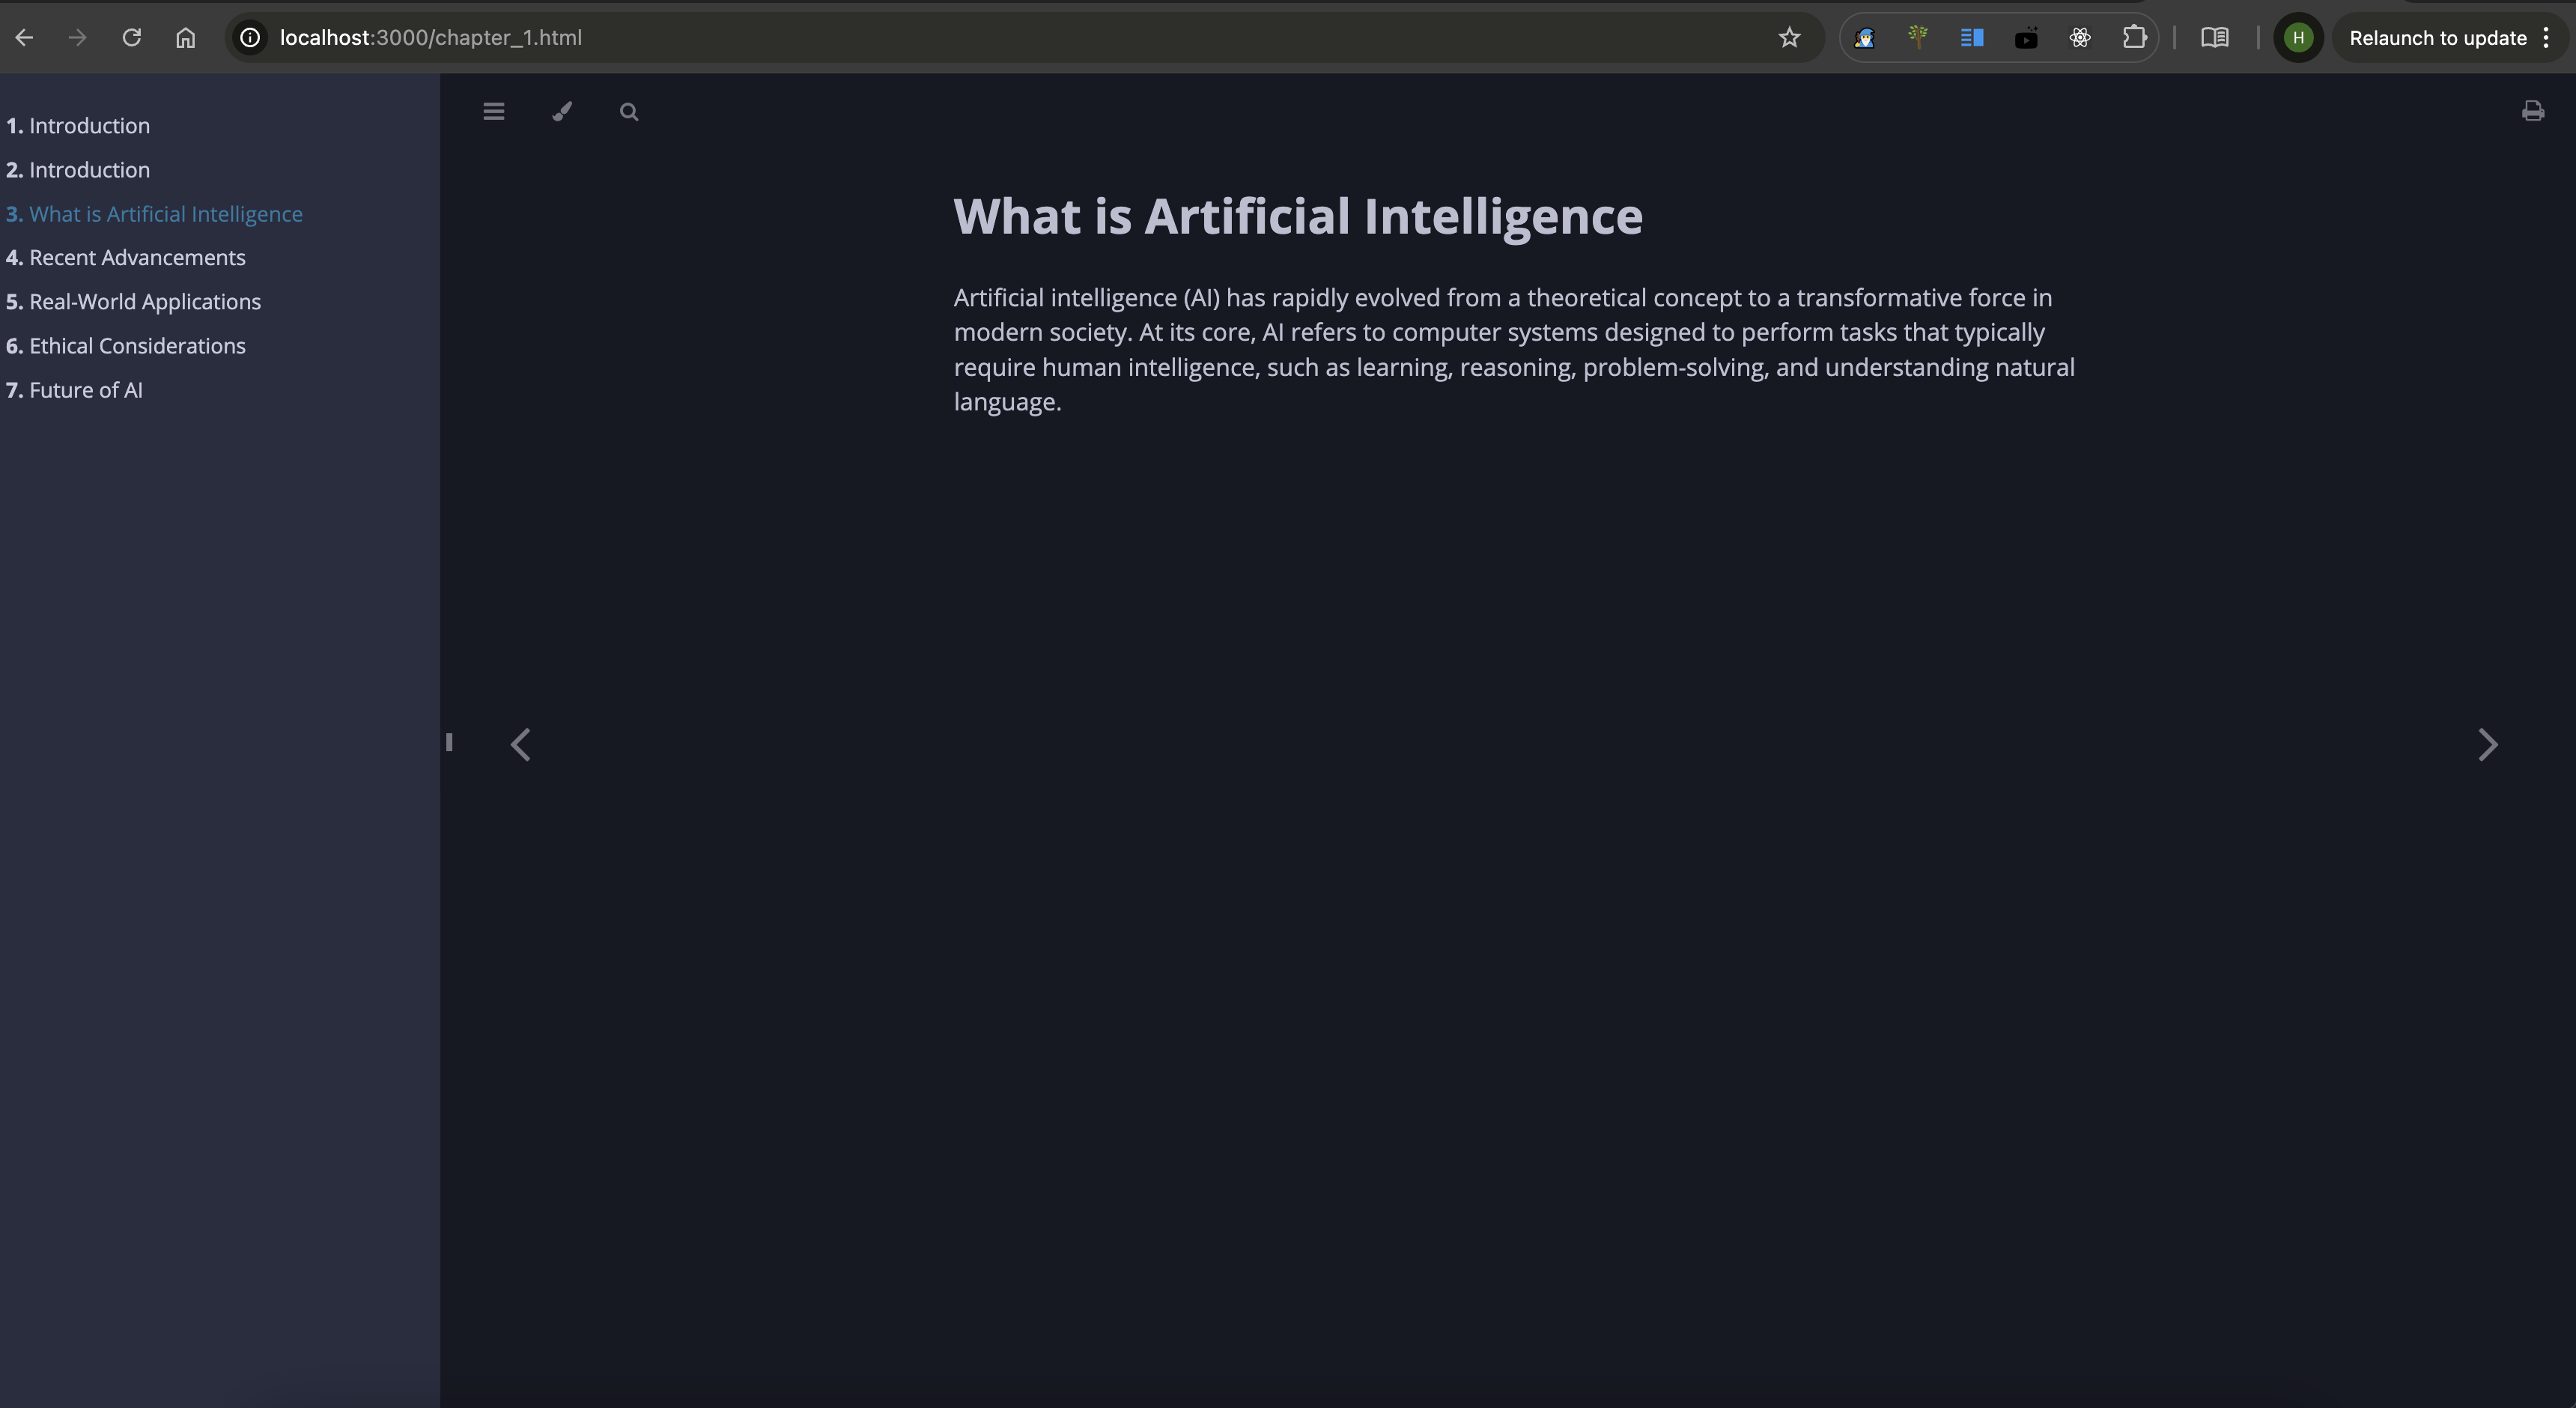 localhost:3000/chapter_1.html
H
Relaunch to update
1. Introduction
2. Introduction
3. What is Artificial Intelligence
4. Recent Advancements
5. Real-World Applications
6. Ethical Considerations
7. Future of AI
What is Artificial Intelligence
Artificial intelligence (AI) has rapidly evolved from a theoretical concept to a transformative force in
modern society. At its core, AI refers to computer systems designed to perform tasks that typically
require human intelligence, such as learning, reasoning, problem-solving, and understanding natural
language.